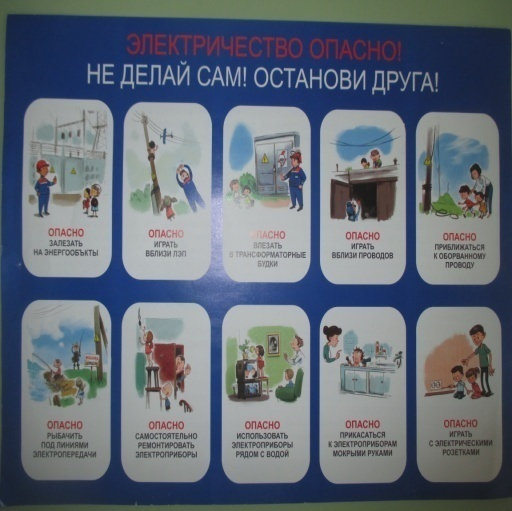 ЭЛЕКТРИЧЕСТВО ОПАСНО!
НЕ ДЕЛАЙ САМ! ОСТАНОВИ ДРУГА!
ОПАСНО
ЗАЛЕЗАТЬ
НА ЭНЕРГООБЪКТЫ
ОПАСНО
ИГРАТЬ
ВБЛИЗИ ЛЭП
ОПАСНО
ВЛЕЗАТЬ
В ТРАНСФОРМАТОРНЫЕ
БУДКИ
ОПАСНО
ИГРАТЬ
ВБЛИЗИ ПРОВОДОВ
ОПАСНО
ПРИБЛИЖАТЬСЯ
К ОБОРВАННОМУ
ПРОВОДУ
ОПАСНО
РЫБАЧИТЬ
ПОД ЛИНИЯМИ
ЭЛЕКТРОПЕРЕДАЧИ
ОПАСНО
САМОСТОЯТЕЛЬНО
РЕМОНТИРОВАТЬ
ЭЛЕКТРОПРИБОРЫ
ОПАСНО
ИСПОЛЬЗОВАТЬ
ЭЛЕКТРОПРИБОРЫ
РЯДОМ С ВОДОЙ
ОПАСНО
ПРИКАСАТЬСЯ
К ЭЛЕКТРОПРИБОРАМ
МОКРЫМИ РУКАМИ
ОПАСНО
ИГРАТЬ
С ЭЛЕКТРИЧЕСКИМИ
РОЗЕТКАМИ